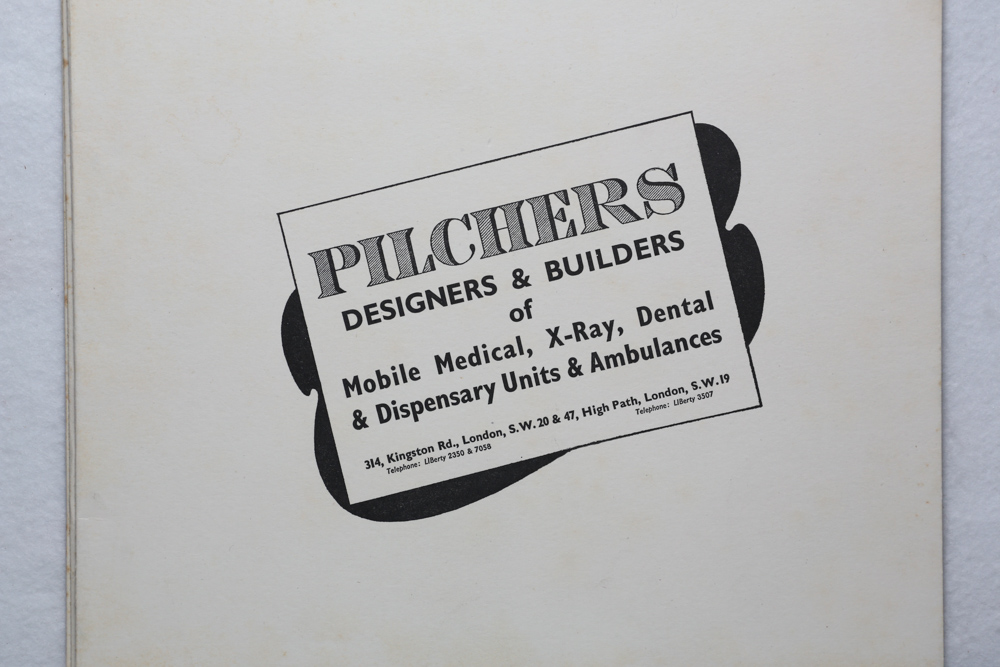 PILCHERS
DESIGNERS & BUILDERS
of
Mobile Medical, X-Ray, Dental
& Dispensary Units & Ambulances
314, Kingston Rd., London, S.W.20 & 47, High Path, London, S.W.19
Telephone: LIBerty 2350 & 7058 Telephone: LIBerty 3507